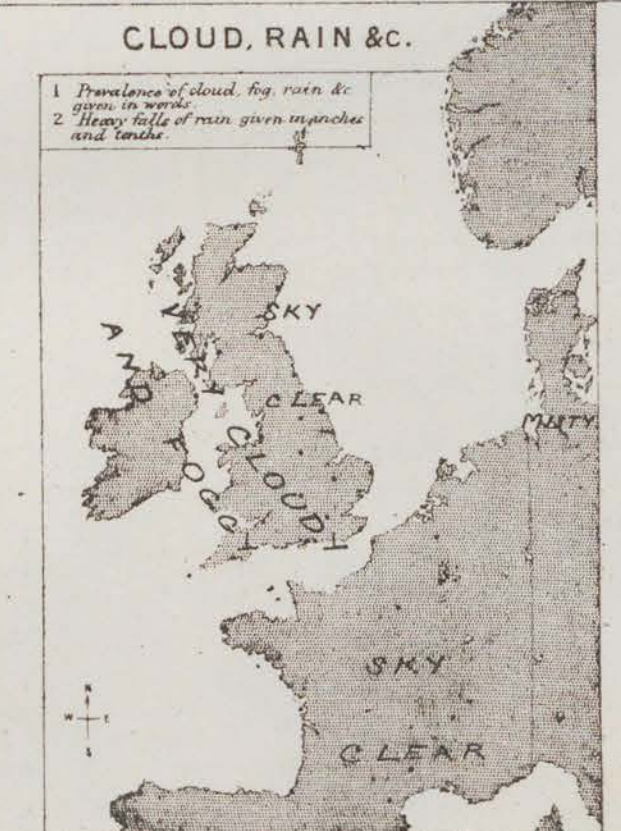 CLOUD, RAIN &c.
1 Prevalence of cloud, fog, rain &c
given in words.
2 Heavy falls of rain given in inches
and tenths.
SKY
CLEAR
VERY
CLOUDY
AND
FOGGY
MISTY
N
W E
S
SKY
CLEAR